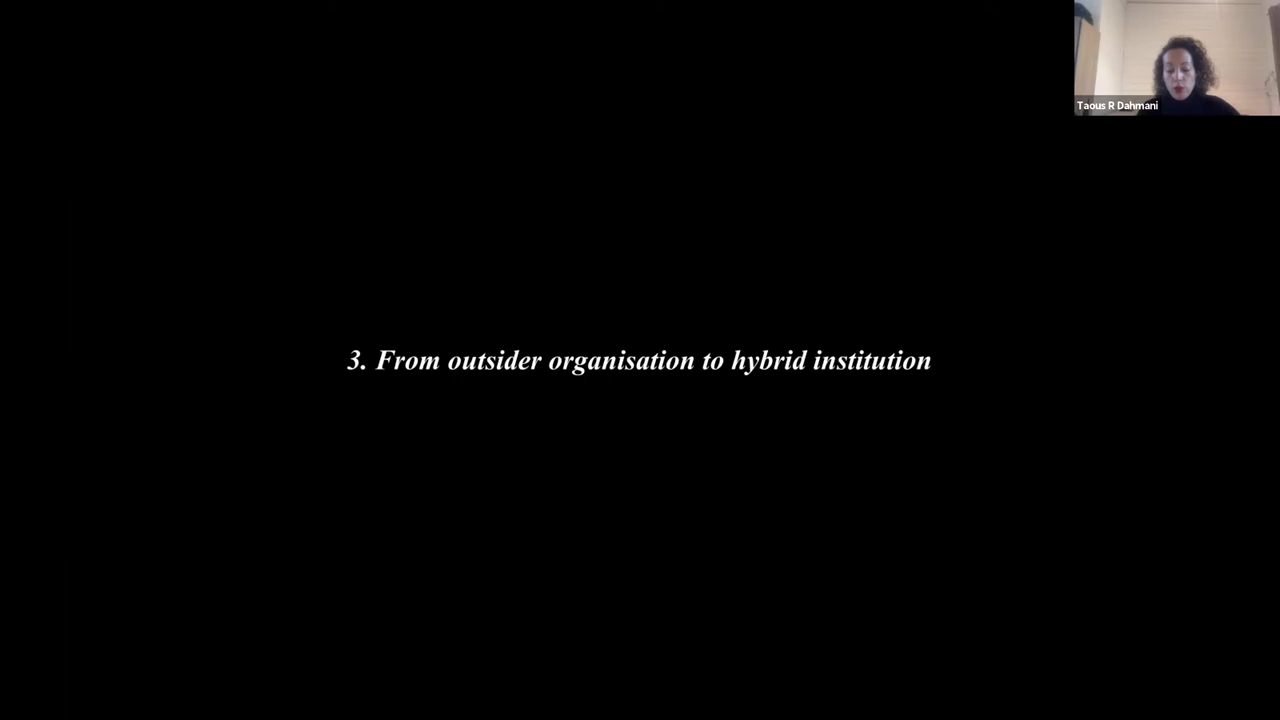 Taous R Dahmani
3. From outsider organisation to hybrid institution